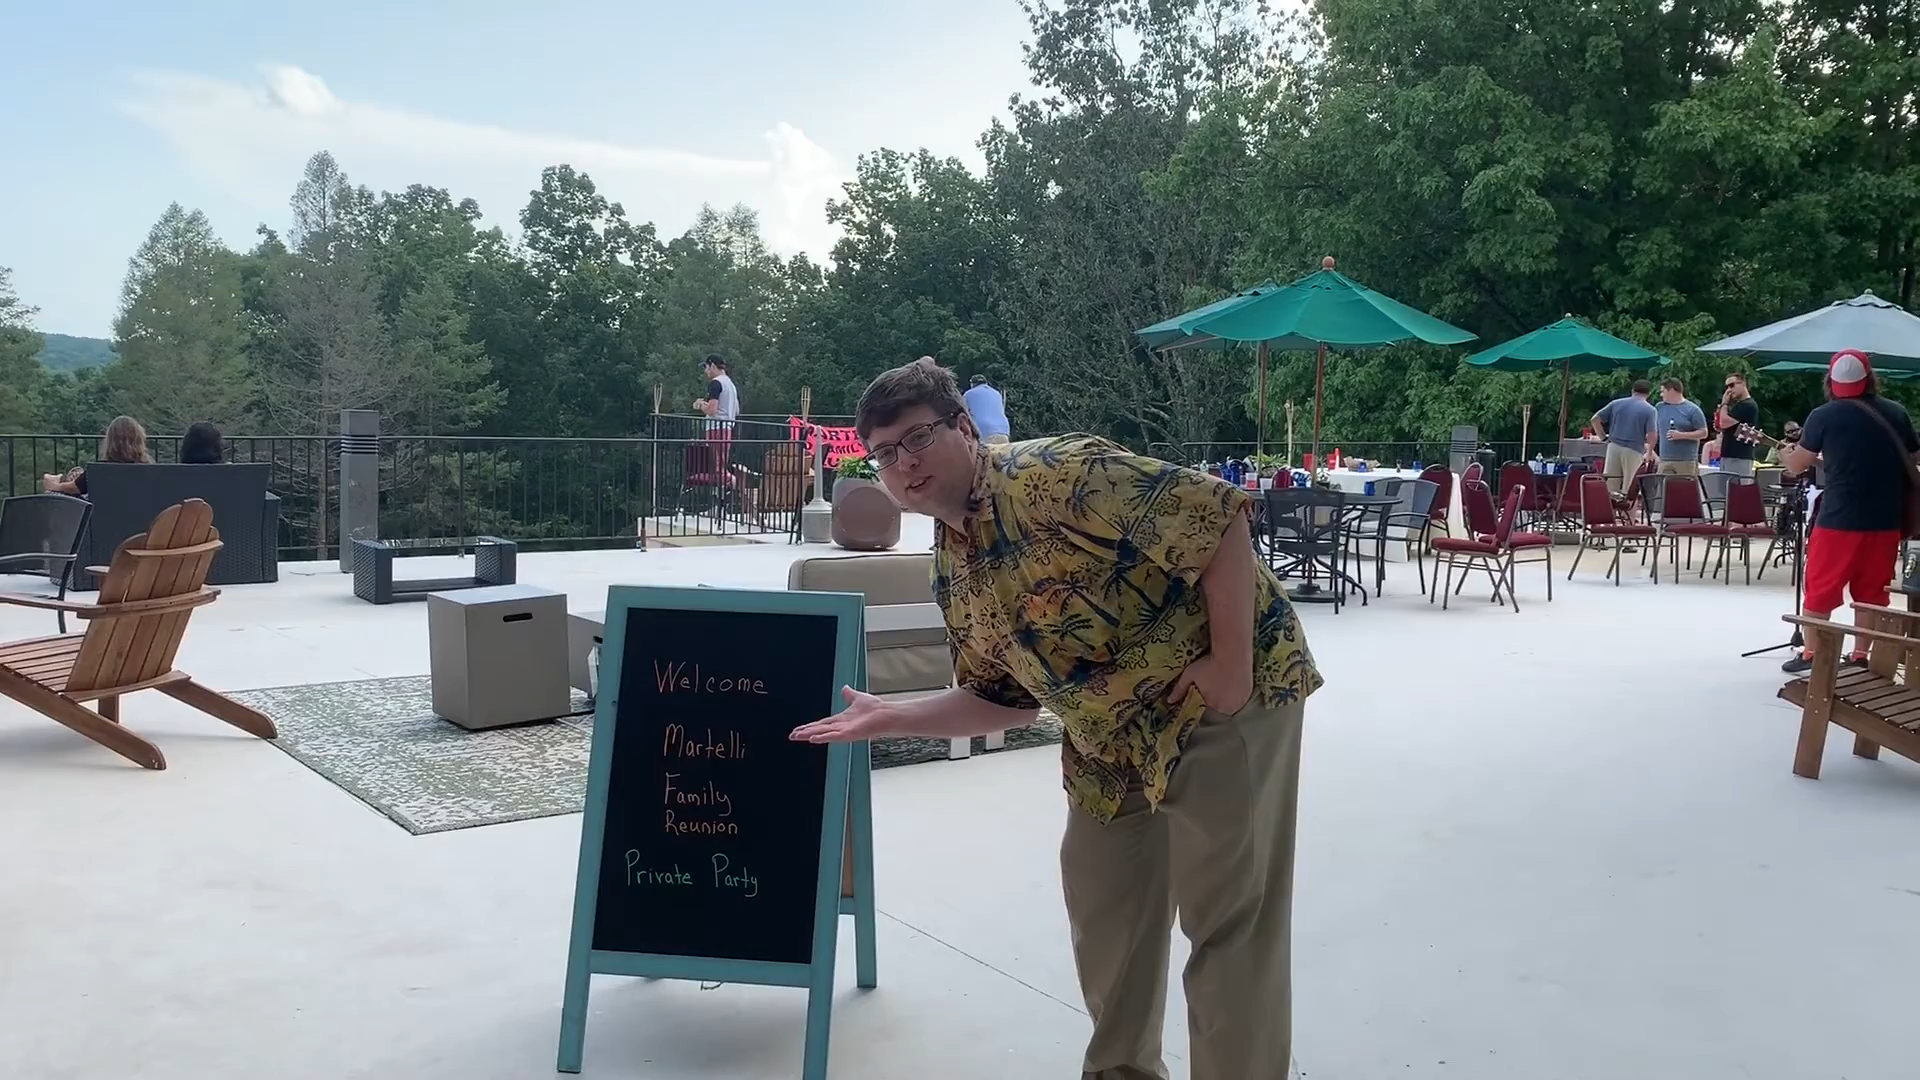 Welcome
Martelli
Family
Reunion
Private Party